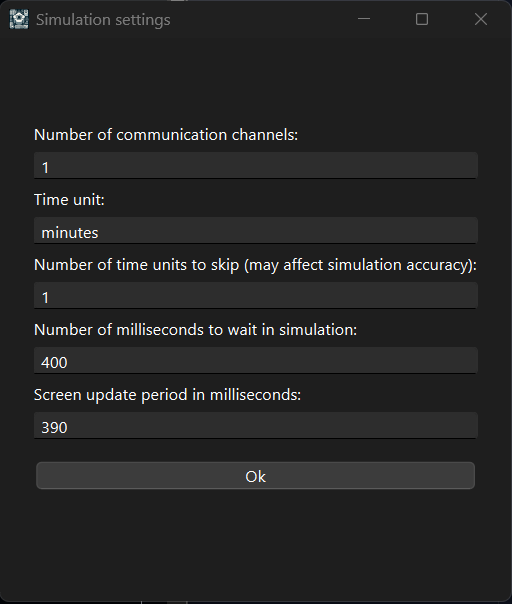 Simulation settings
Number of communication channels:
1
Time unit:
minutes
Number of time units to skip (may affect simulation accuracy):
1
Number of milliseconds to wait in simulation:
400
Screen update period in milliseconds:
390
Ok